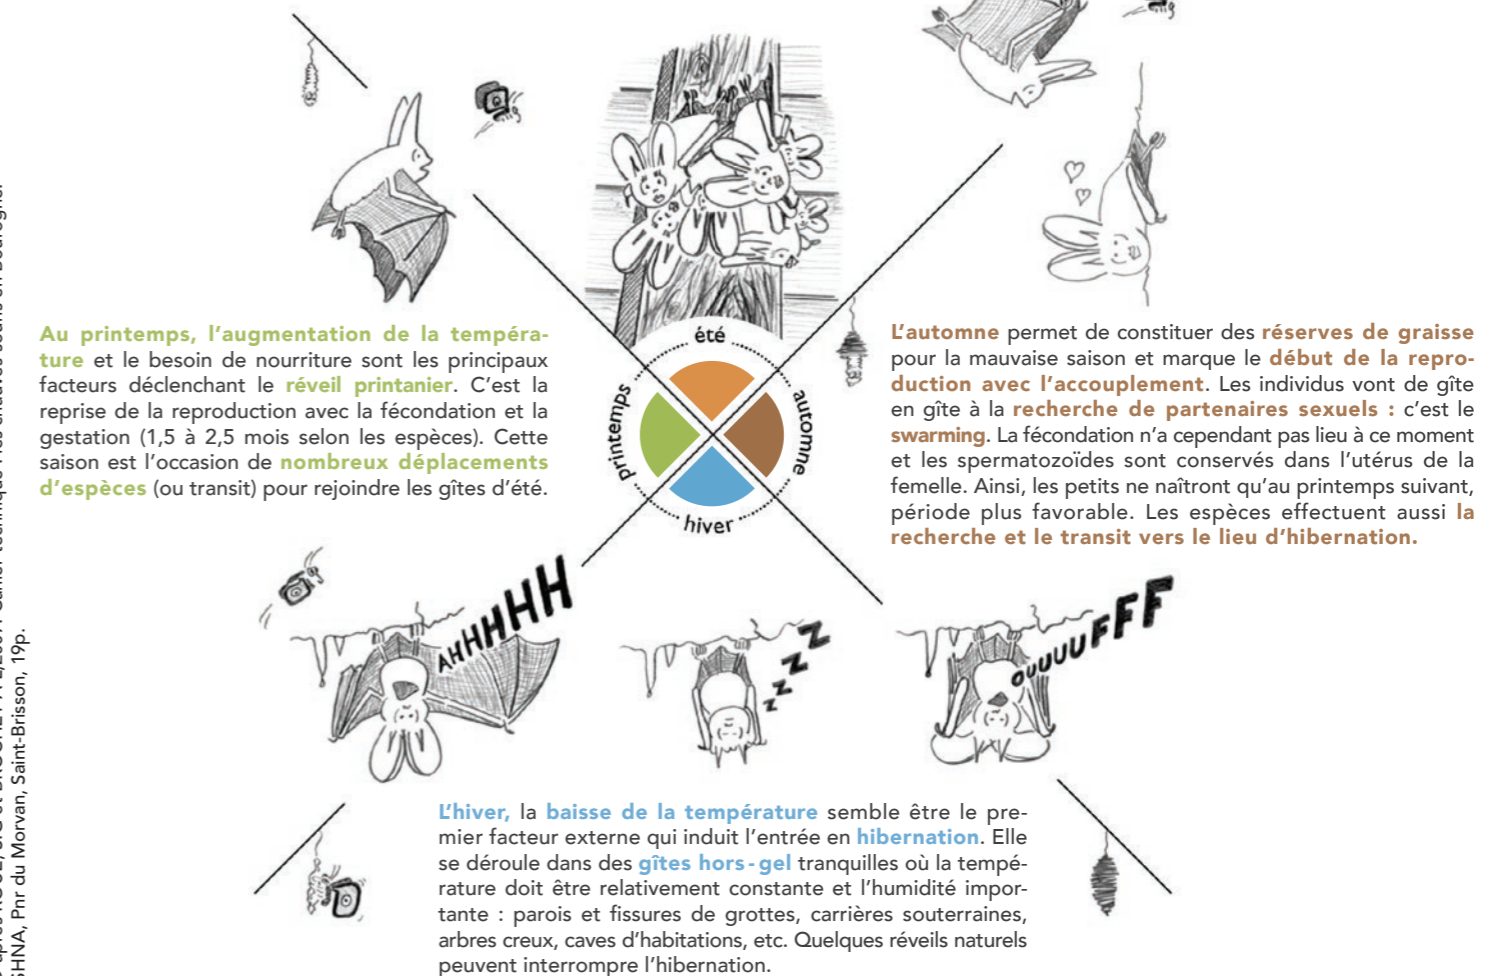 Au printemps, l'augmentation de la tempéra-
ture et le besoin de nourriture sont les principaux
facteurs déclenchant le réveil printanier. C'est la
reprise de la reproduction avec la fécondation et la
gestation (1,5 à 2,5 mois selon les espèces). Cette
saison est l'occasion de nombreux déplacements
d'espèces (ou transit) pour rejoindre les gîtes d'été.
été
automne
hiver
printemps
L'automne permet de constituer des réserves de graisse
pour la mauvaise saison et marque le début de la repro-
duction avec l'accouplement. Les individus vont de gîte
en gîte à la recherche de partenaires sexuels : c'est le
swarming. La fécondation n'a cependant pas lieu à ce moment
et les spermatozoïdes sont conservés dans l'utérus de la
femelle. Ainsi, les petits ne naîtront qu'au printemps suivant,
période plus favorable. Les espèces effectuent aussi la
recherche et le transit vers le lieu d'hibernation.
AHHHHHH
zzZZ
OUUUUFFF
L'hiver, la baisse de la température semble être le pre-
mier facteur externe qui induit l'entrée en hibernation. Elle
se déroule dans des gîtes hors-gel tranquilles où la tempé-
rature doit être relativement constante et l'humidité impor-
tante : parois et fissures de grottes, carrières souterraines,
arbres creux, caves d'habitations, etc. Quelques réveils naturels
peuvent interrompre l'hibernation.
SHNA, Pnr du Morvan, Saint-Brisson, 19p.